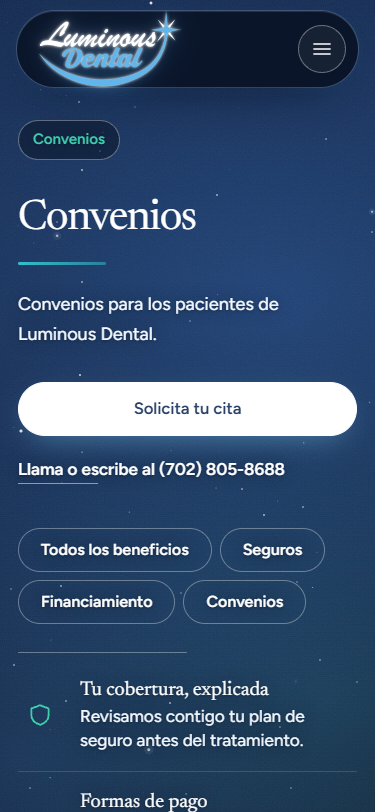 Luminous
Dental
Convenios
Convenios
Convenios para los pacientes de
Luminous Dental.
Solicita tu cita
Llama o escribe al (702) 805-8688
Todos los beneficios
Seguros
Financiamiento
Convenios
Tu cobertura, explicada
Revisamos contigo tu plan de
seguro antes del tratamiento.
Formas de pago